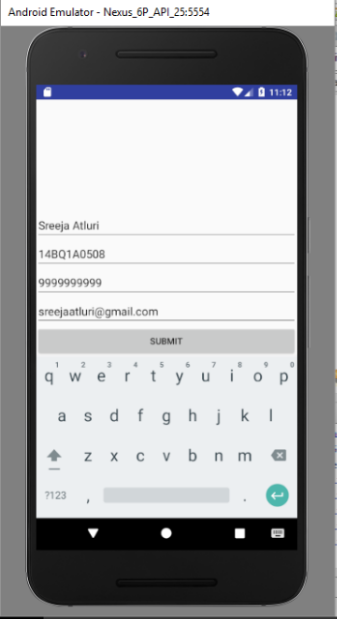 Android Emulator - Nexus_6P_API_25:5554
11:12
Sreeja Atluri
14BQ1A0508
9999999999
sreejaatluri@gmail.com
SUBMIT
1 2 3 4 5 6 7 8 9 0
q w e r t y u i o p
a s d f g h j k l
z x c v b n m
?123 , .